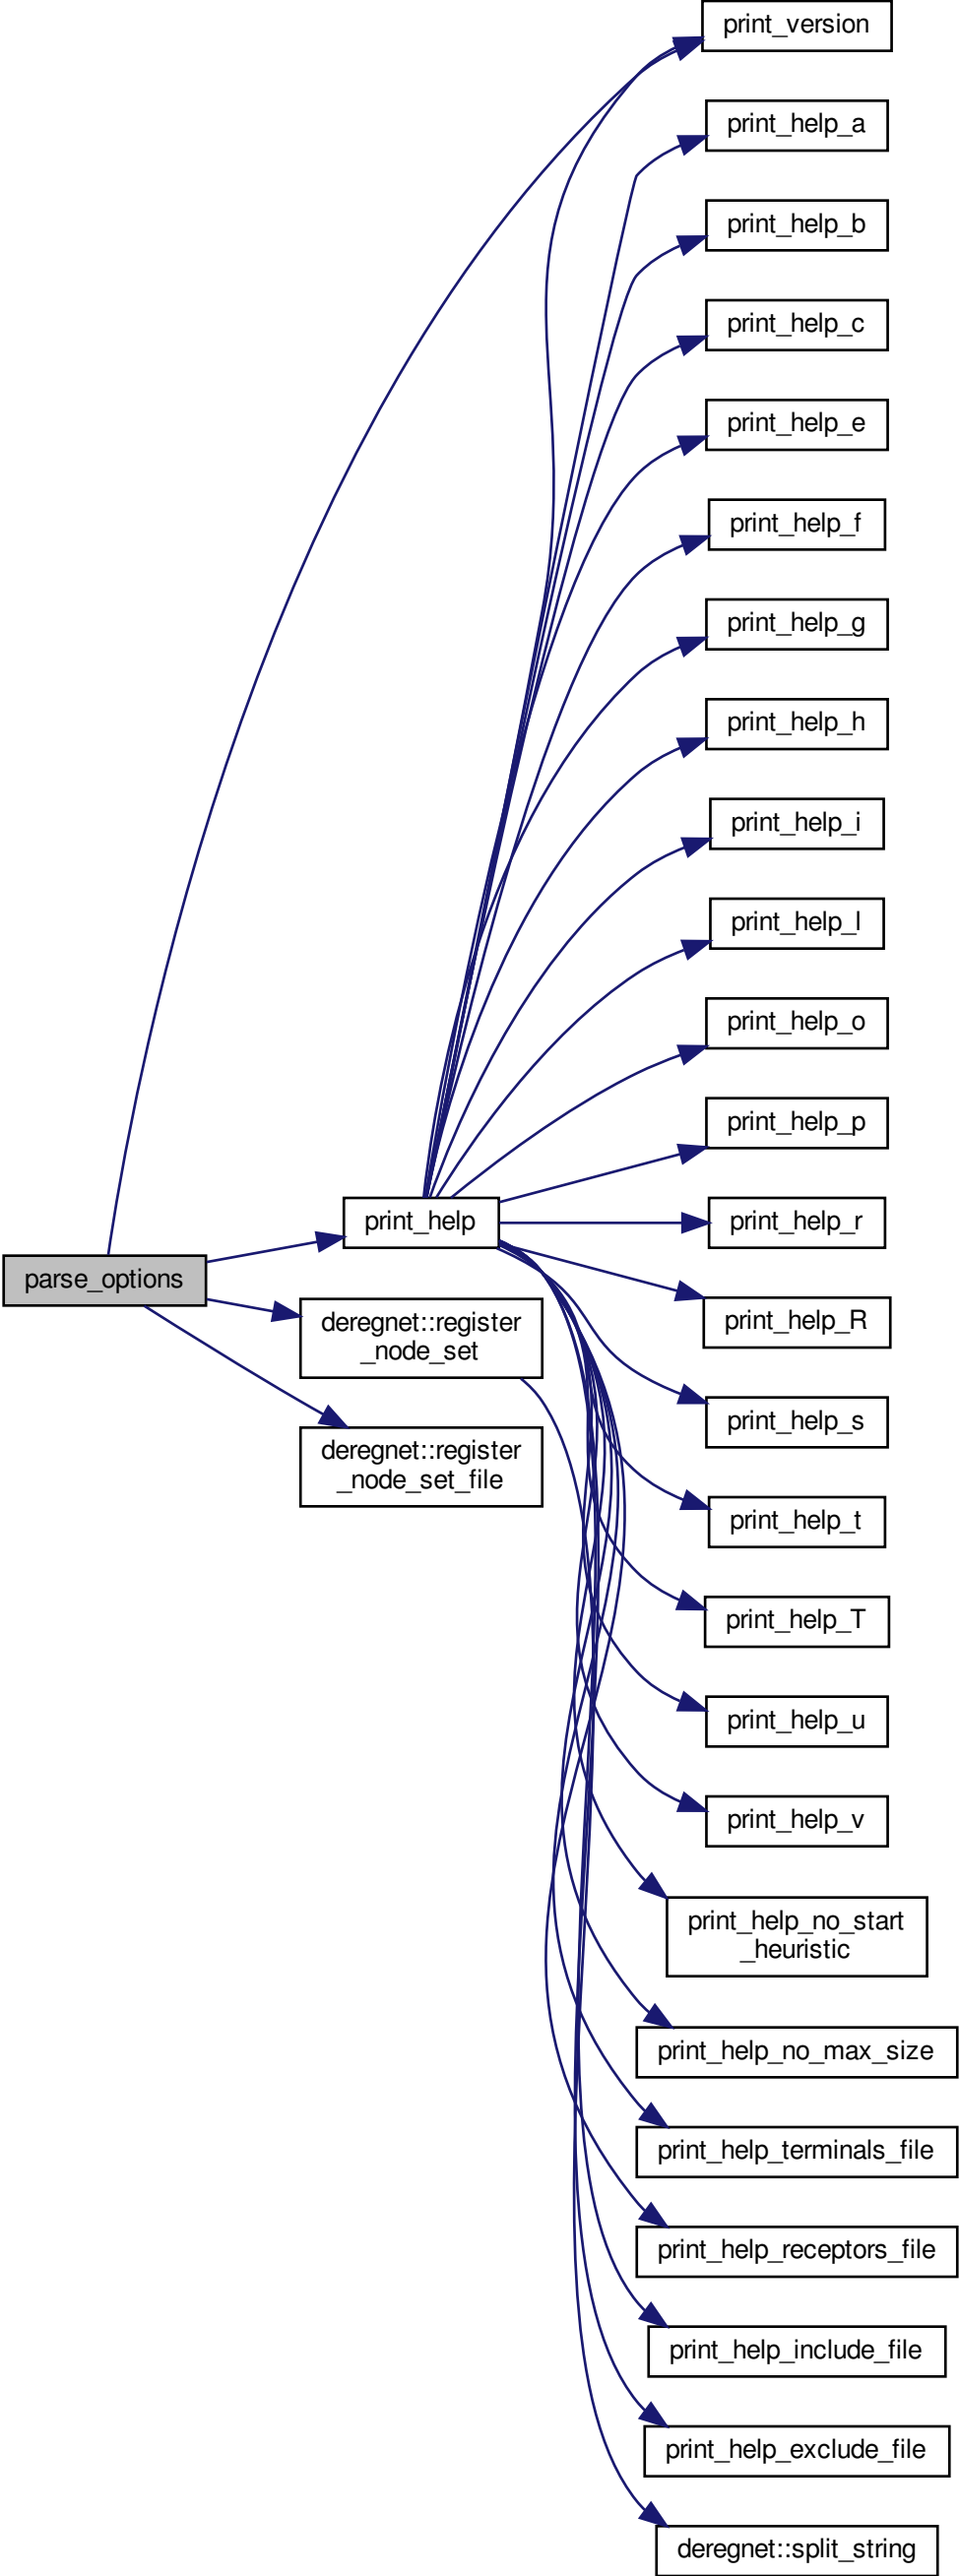 print_version
print_help_a
print_help_b
print_help_c
print_help_e
print_help_f
print_help_g
print_help_h
print_help_i
print_help_l
print_help_o
print_help_p
print_help
print_help_r
parse_options
deregnet::register
_node_set
print_help_R
print_help_s
deregnet::register
_node_set_file
print_help_t
print_help_T
print_help_u
print_help_v
print_help_no_start
_heuristic
print_help_no_max_size
print_help_terminals_file
print_help_receptors_file
print_help_include_file
print_help_exclude_file
deregnet::split_string